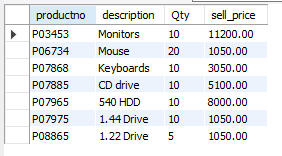 productno description Qty sell_price
P03453 Monitors 10 11200.00
P06734 Mouse 20 1050.00
P07868 Keyboards 10 3050.00
P07885 CD drive 10 5100.00
P07965 540 HDD 10 8000.00
P07975 1.44 Drive 10 1050.00
P08865 1.22 Drive 5 1050.00